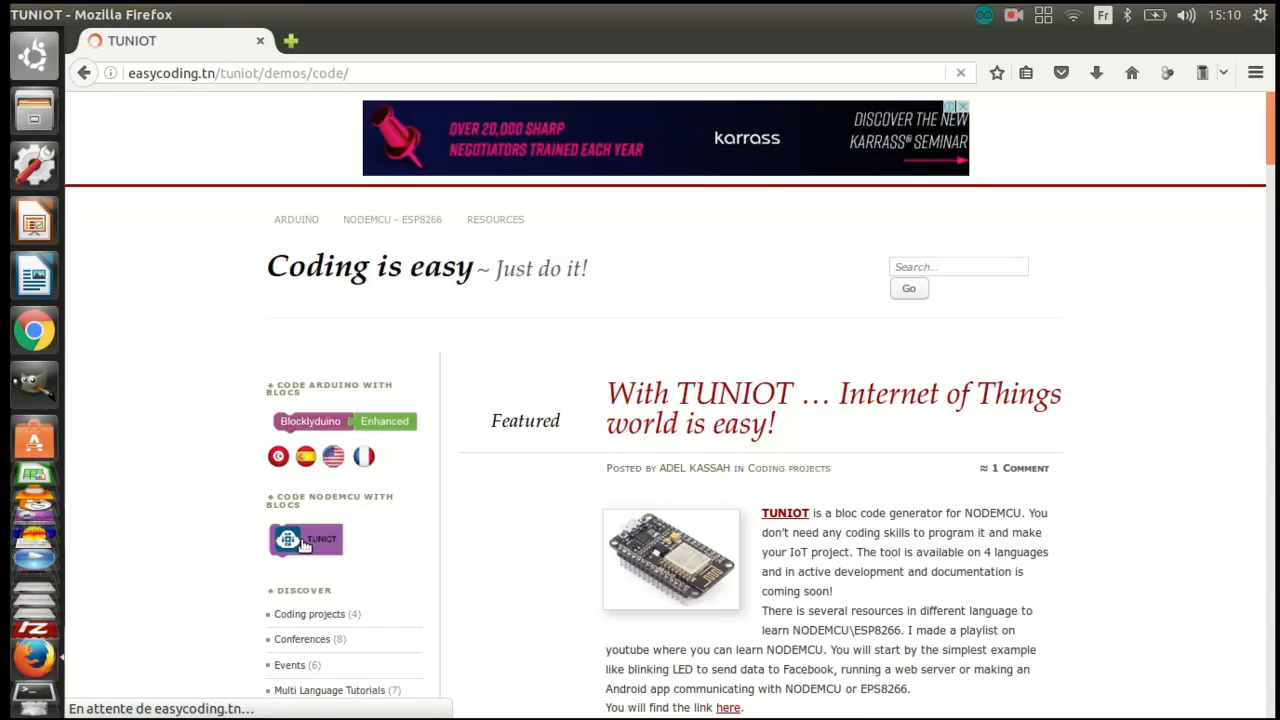 TUNIOT - Mozilla Firefox
Fr
15:10
TUNIOT
easycoding.tn/tuniot/demos/code/
OVER 20,000 SHARP
NEGOTIATORS TRAINED EACH YEAR
karrass
DISCOVER THE NEW
KARRASS® SEMINAR
ARDUINO
NODEMCU – ESP8266
RESOURCES
Coding is easy ~ Just do it!
Search...
Go
♣ CODE ARDUINO WITH
BLOCS
Blocklyduino Enhanced
♣ CODE NODEMCU WITH
BLOCS
TUNIOT
♣ DISCOVER
Coding projects (4)
Conferences (8)
Events (6)
Multi Language Tutorials (7)
Featured
With TUNIOT … Internet of Things
world is easy!
POSTED BY ADEL KASSAH IN CODING PROJECTS
≈ 1 COMMENT
TUNIOT is a bloc code generator for NODEMCU. You
don't need any coding skills to program it and make
your IoT project. The tool is available on 4 languages
and in active development and documentation is
coming soon!
There is several resources in different language to
learn NODEMCU\ESP8266. I made a playlist on
youtube where you can learn NODEMCU. You will start by the simplest example
like blinking LED to send data to Facebook, running a web server or making an
Android app communicating with NODEMCU or EPS8266.
You will find the link here.
En attente de easycoding.tn…